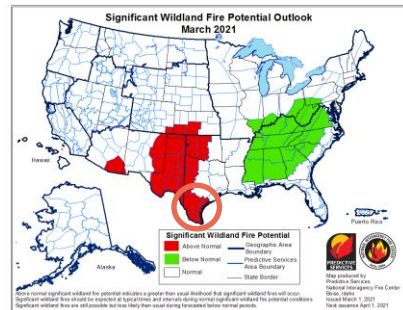 Significant Wildland Fire Potential Outlook
March 2021
Hawaii
Alaska
Puerto Rico
Significant Wildland Fire Potential
Above Normal
Below Normal
Normal
Geographic Area
Boundary
Predictive Services
Area Boundary
State Border
PREDICTIVE
SERVICES
Map produced by
Predictive Services
National Interagency Fire Center
Boise, Idaho
Issued March 1, 2021
Next issuance April 1, 2021
Above normal significant wildland fire potential indicates a greater than usual likelihood that significant wildland fires will occur.
Significant wildland fires should be expected at typical times and intervals during normal significant wildland fire potential conditions.
Significant wildland fires are still possible but less likely than usual during forecasted below normal periods.